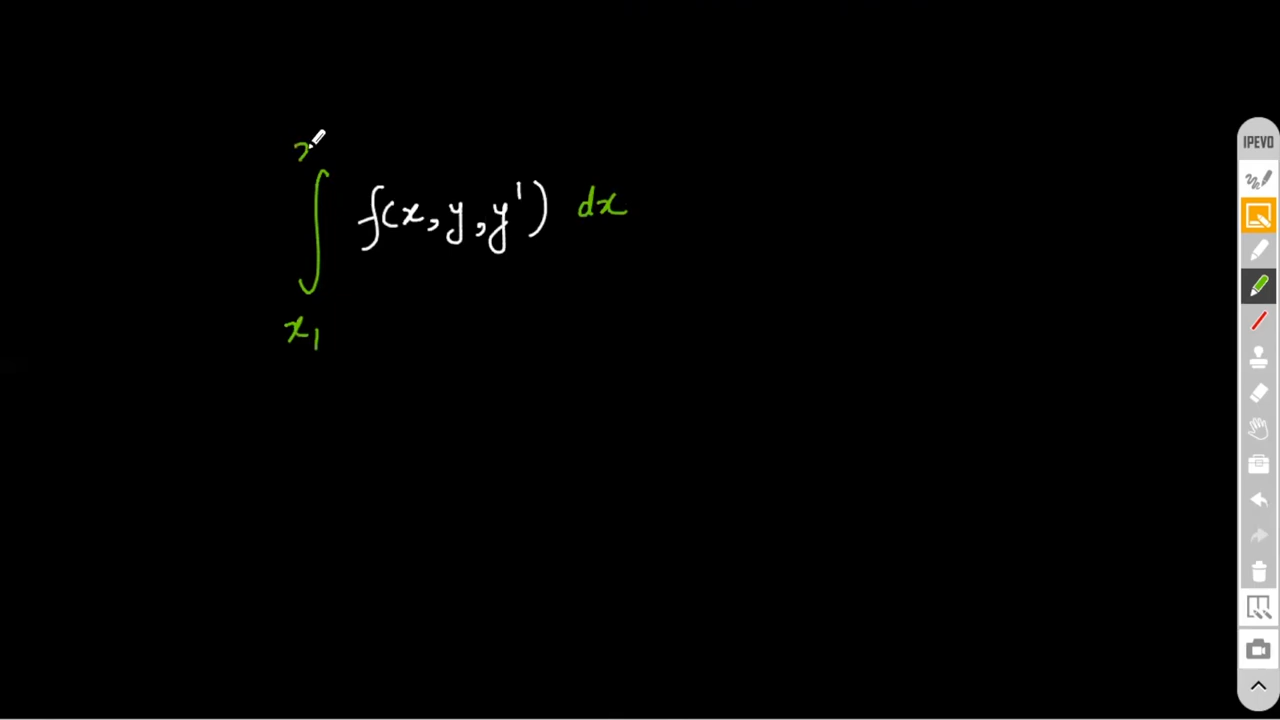 ∫ f(x, y, y') dx
x₁
IPEVO